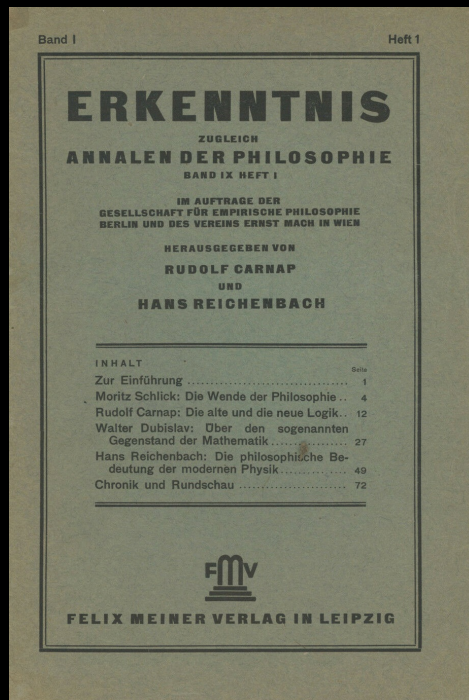 Band I Heft 1
ERKENNTNIS
ZUGLEICH
ANNALEN DER PHILOSOPHIE
BAND IX HEFT 1
IM AUFTRAGE DER
GESELLSCHAFT FÜR EMPIRISCHE PHILOSOPHIE
BERLIN UND DES VEREINS ERNST MACH IN WIEN
HERAUSGEGEBEN VON
RUDOLF CARNAP
UND
HANS REICHENBACH
INHALT
Seite
Zur Einführung ................................. 1
Moritz Schlick: Die Wende der Philosophie .. 4
Rudolf Carnap: Die alte und die neue Logik.. 12
Walter Dubislav: Über den sogenannten
Gegenstand der Mathematik ................ 27
Hans Reichenbach: Die philosophische Be-
deutung der modernen Physik.............. 49
Chronik und Rundschau ...................... 72
FMV
FELIX MEINER VERLAG IN LEIPZIG